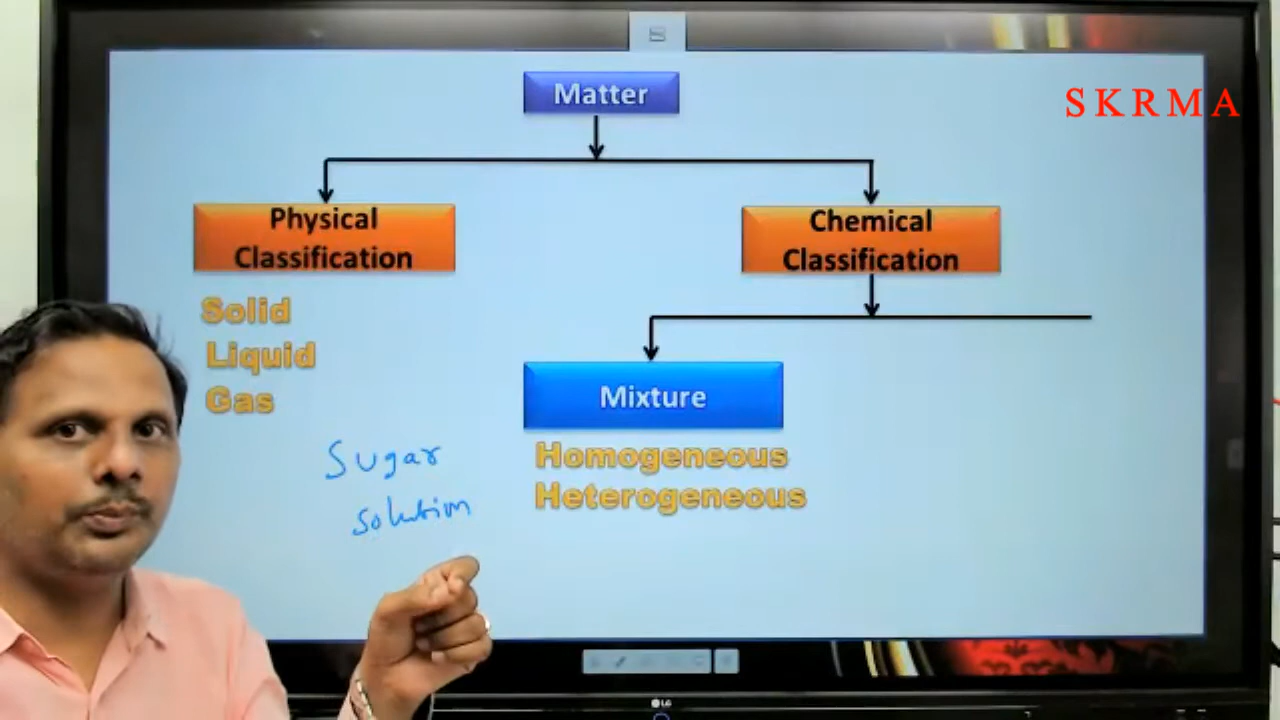 Matter
SKRMA
Physical
Classification
Chemical
Classification
Solid
Liquid
Gas
Mixture
Homogeneous
Heterogeneous
Sugar
solution
LG